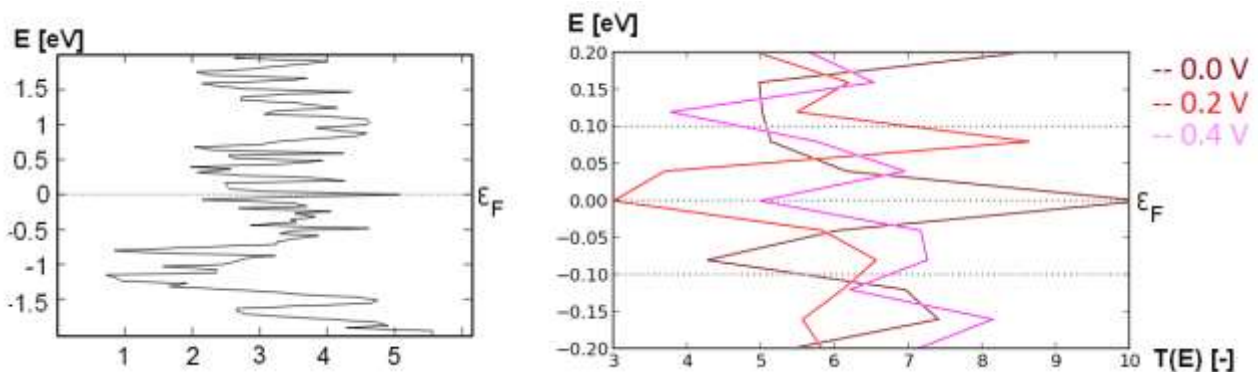 E [eV]
1.5
1
0.5
0
-0.5
-1
-1.5
1 2 3 4 5
εF
E [eV]
0.20
0.15
0.10
0.05
0.00
−0.05
−0.10
−0.15
−0.20
3 4 5 6 7 8 9 10
εF
T(E) [-]
-- 0.0 V
-- 0.2 V
-- 0.4 V